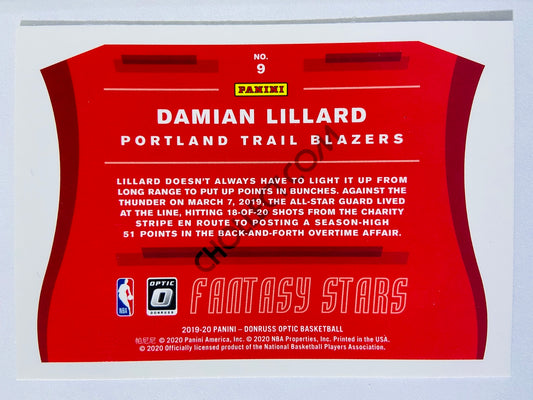 NO.
9
PANINI
DAMIAN LILLARD
PORTLAND TRAIL BLAZERS
LILLARD DOESN'T ALWAYS HAVE TO LIGHT IT UP FROM
LONG RANGE TO PUT UP POINTS IN BUNCHES. AGAINST THE
THUNDER ON MARCH 7, 2019, THE ALL-STAR GUARD LIVED
AT THE LINE, HITTING 18-OF-20 SHOTS FROM THE CHARITY
STRIPE EN ROUTE TO POSTING A SEASON-HIGH
51 POINTS IN THE BACK-AND-FORTH OVERTIME AFFAIR.
NBA
OPTIC
FANTASY STARS
2019-20 PANINI – DONRUSS OPTIC BASKETBALL
帕尼尼 © 2020 Panini America, Inc. © 2020 NBA Properties, Inc. Printed in the USA.
© 2020 Officially licensed product of the National Basketball Players Association.